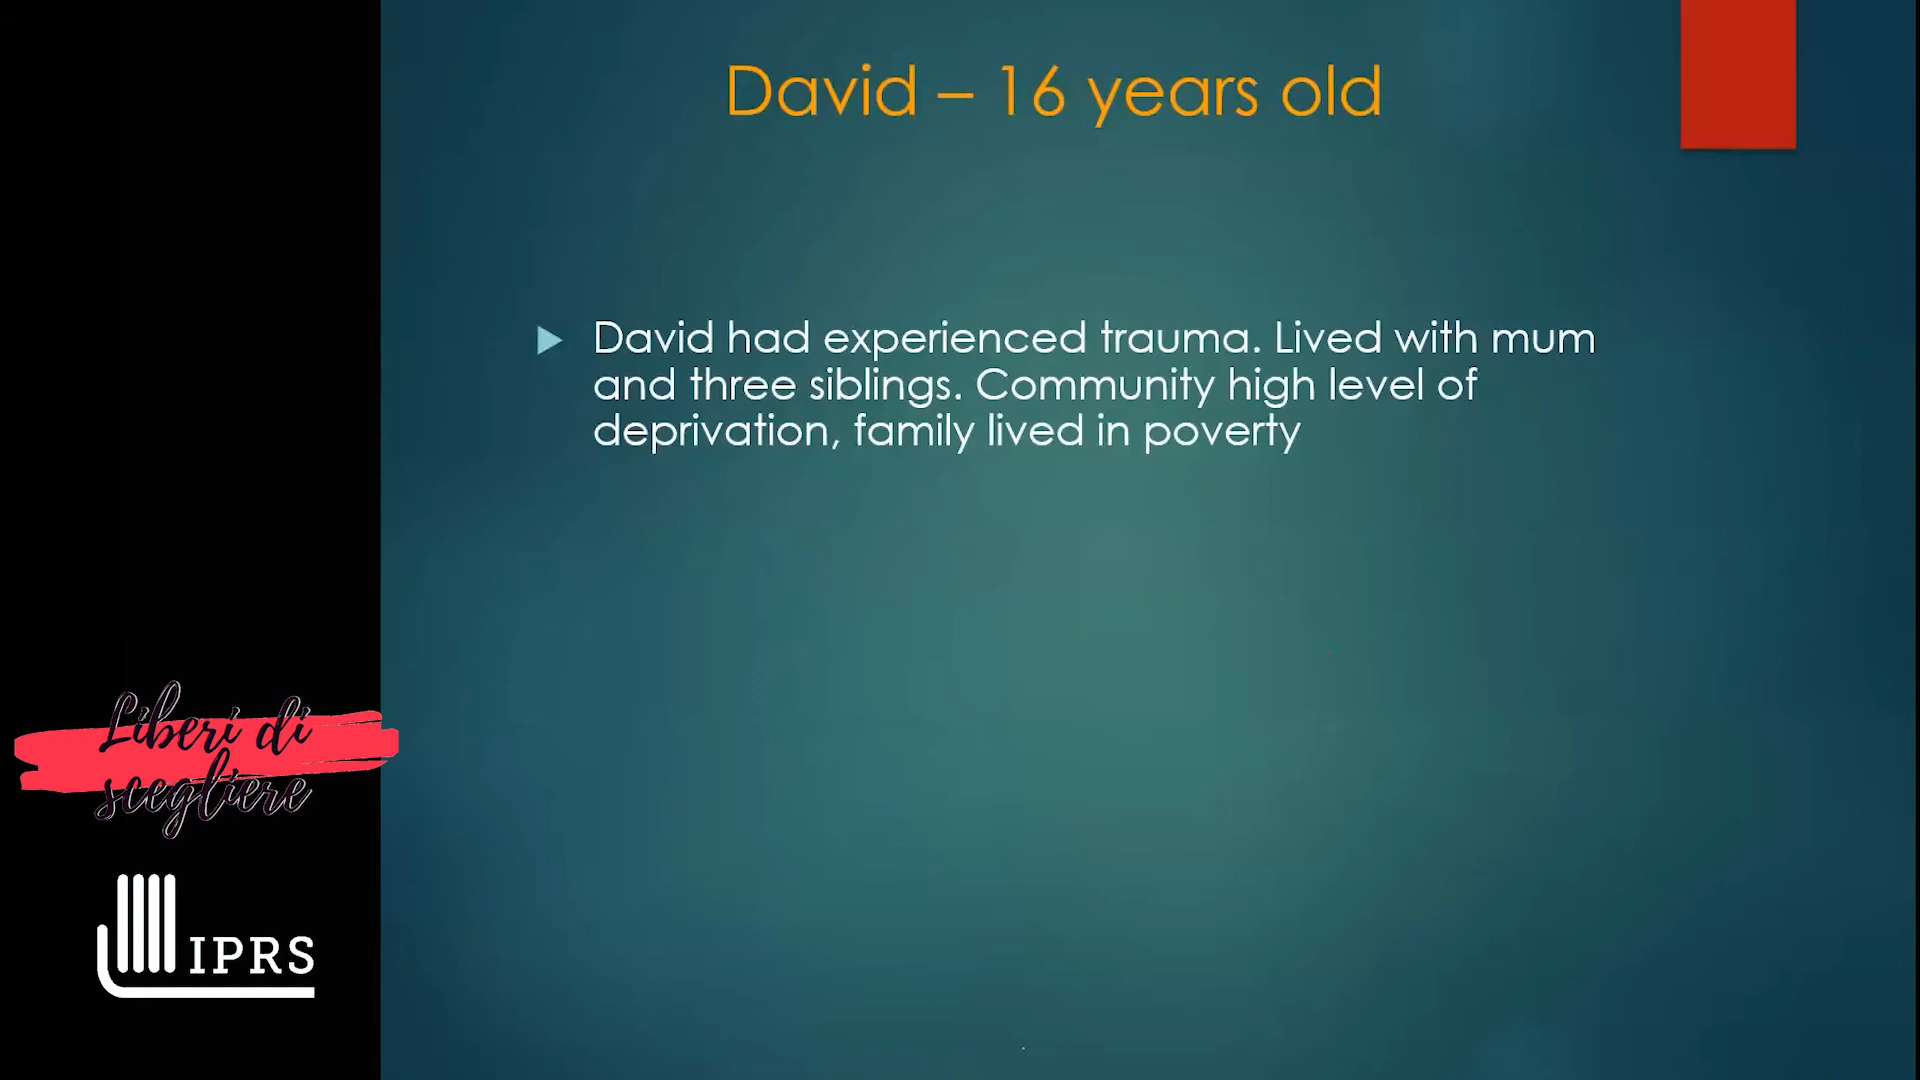 David – 16 years old
David had experienced trauma. Lived with mum
and three siblings. Community high level of
deprivation, family lived in poverty
Liberi di
scegliere
IPRS